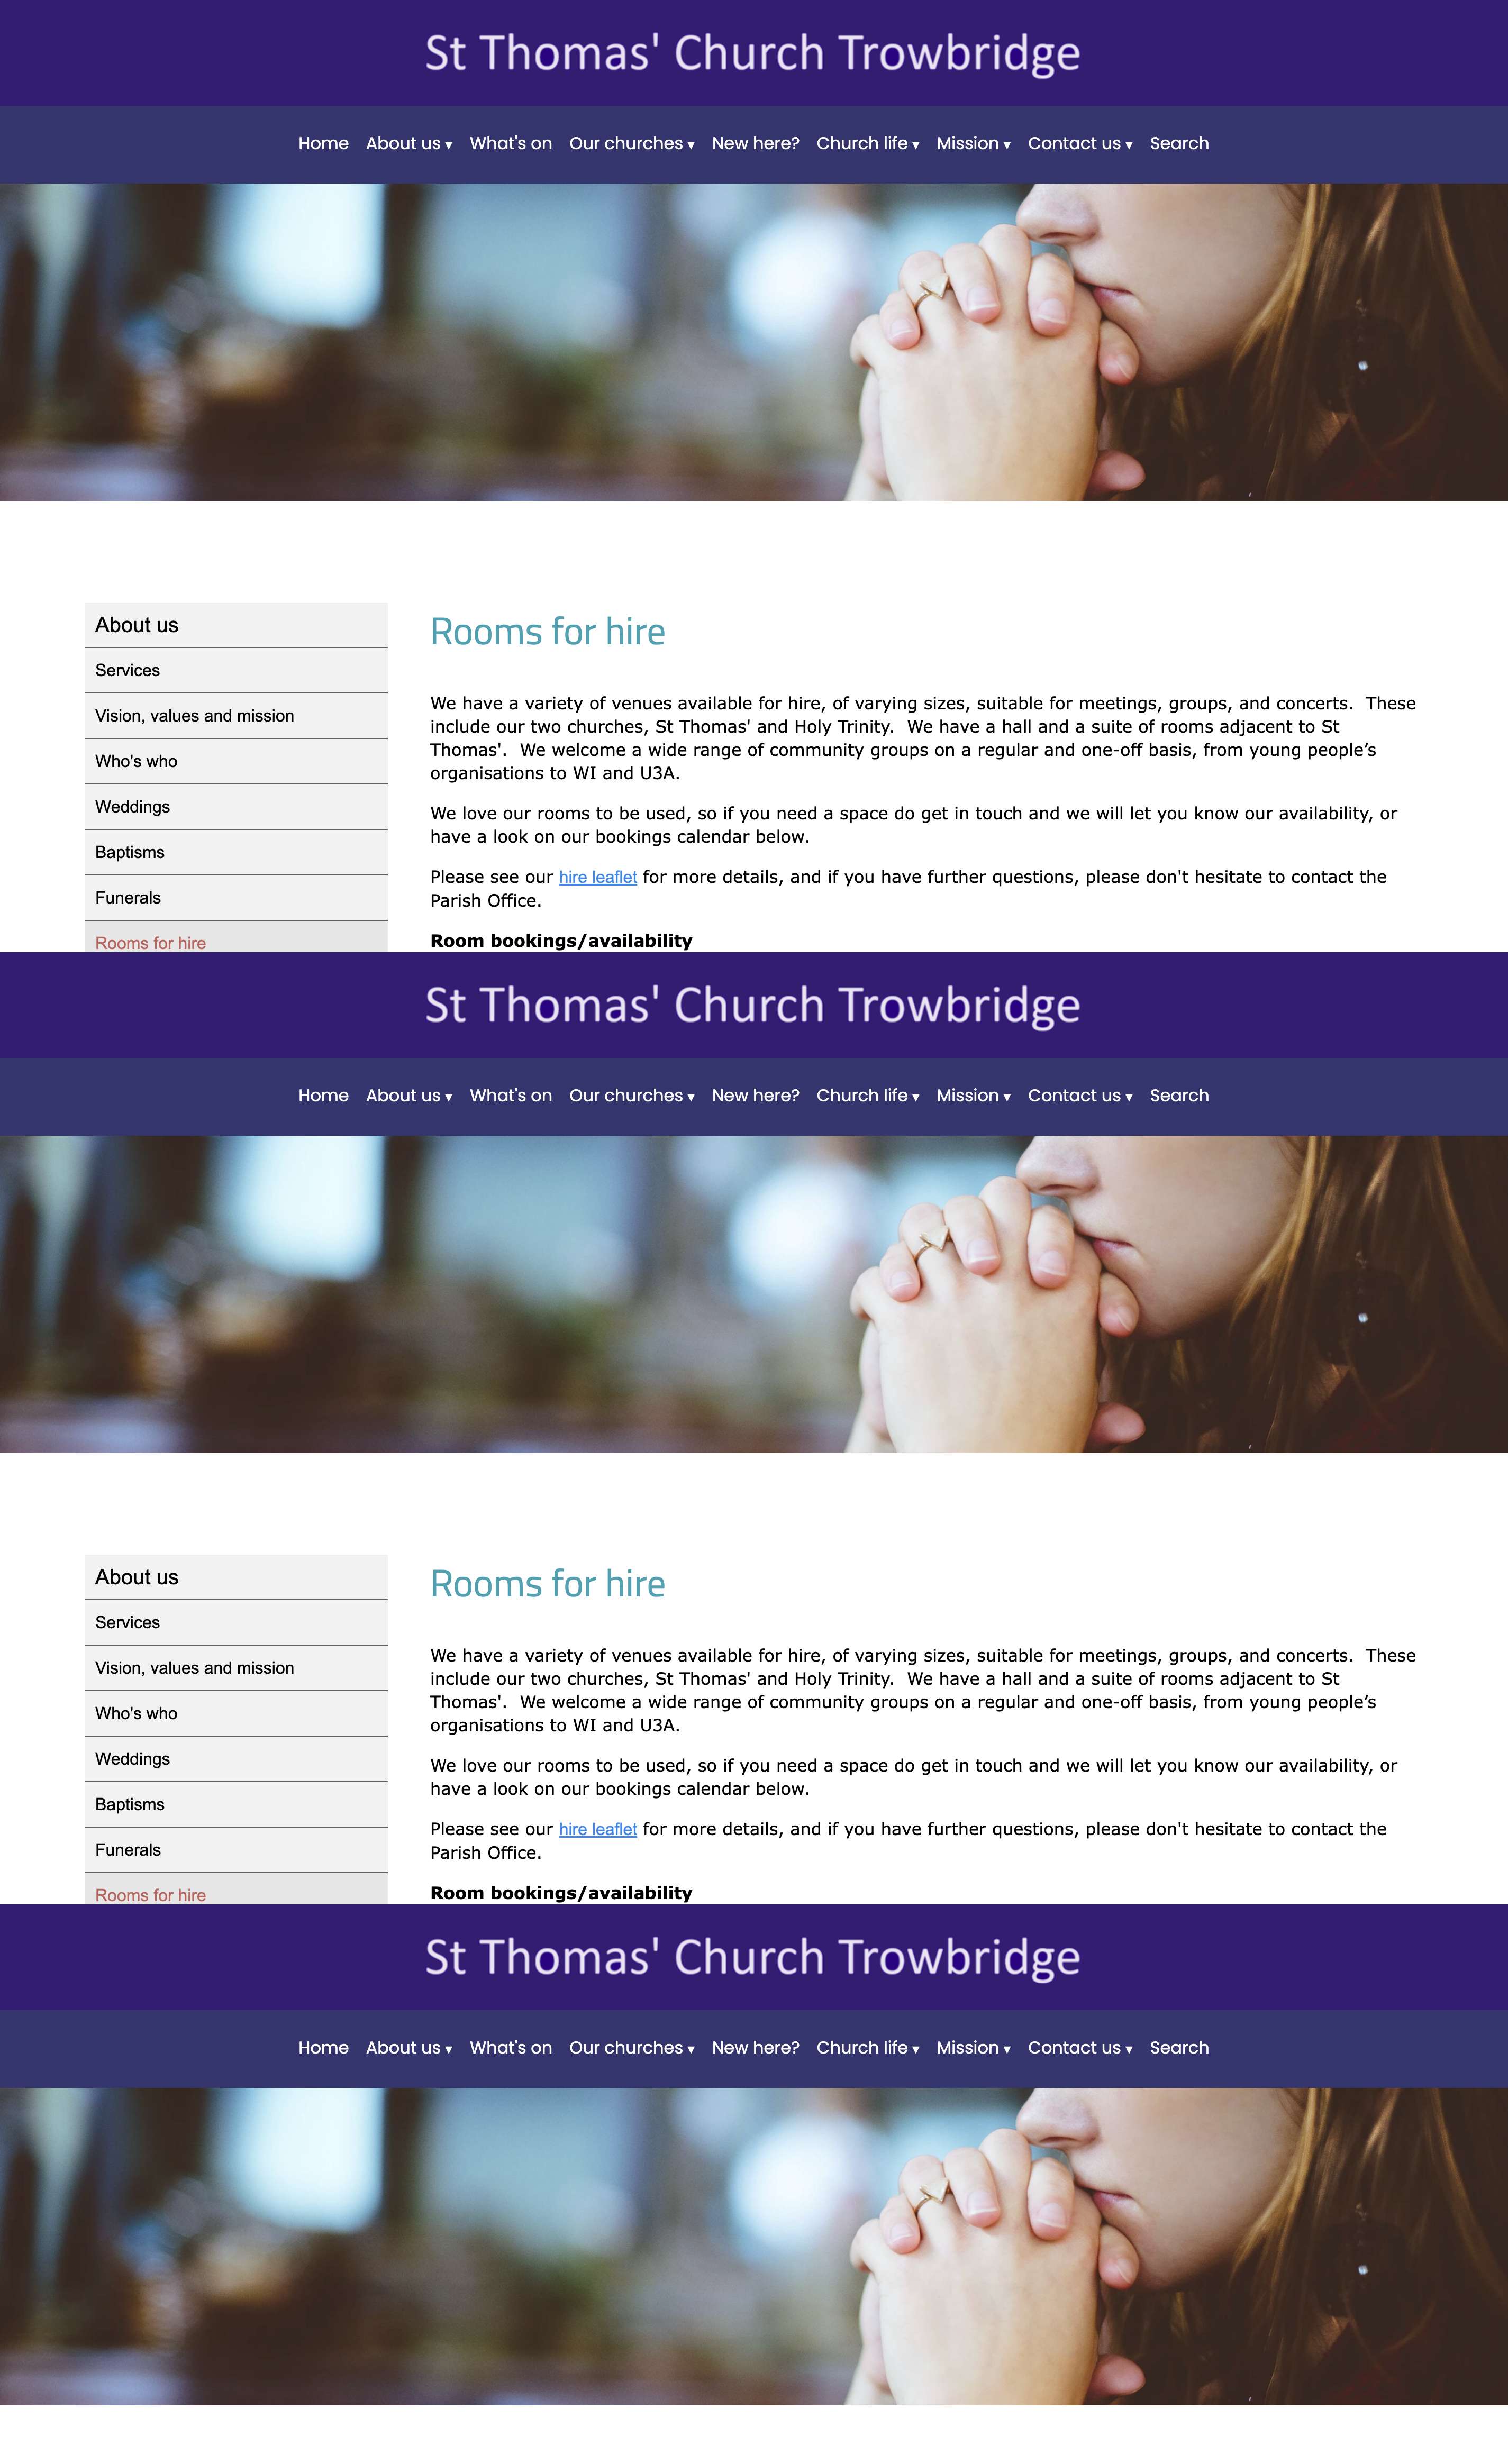 St Thomas' Church Trowbridge
Home About us ▾ What's on Our churches ▾ New here? Church life ▾ Mission ▾ Contact us ▾ Search
About us
Services
Vision, values and mission
Who's who
Weddings
Baptisms
Funerals
Rooms for hire
Rooms for hire
We have a variety of venues available for hire, of varying sizes, suitable for meetings, groups, and concerts.  These
include our two churches, St Thomas' and Holy Trinity.  We have a hall and a suite of rooms adjacent to St
Thomas'.  We welcome a wide range of community groups on a regular and one-off basis, from young people’s
organisations to WI and U3A.
We love our rooms to be used, so if you need a space do get in touch and we will let you know our availability, or
have a look on our bookings calendar below.
Please see our hire leaflet for more details, and if you have further questions, please don't hesitate to contact the
Parish Office.
Room bookings/availability
St Thomas' Church Trowbridge
Home About us ▾ What's on Our churches ▾ New here? Church life ▾ Mission ▾ Contact us ▾ Search
About us
Services
Vision, values and mission
Who's who
Weddings
Baptisms
Funerals
Rooms for hire
Rooms for hire
We have a variety of venues available for hire, of varying sizes, suitable for meetings, groups, and concerts.  These
include our two churches, St Thomas' and Holy Trinity.  We have a hall and a suite of rooms adjacent to St
Thomas'.  We welcome a wide range of community groups on a regular and one-off basis, from young people’s
organisations to WI and U3A.
We love our rooms to be used, so if you need a space do get in touch and we will let you know our availability, or
have a look on our bookings calendar below.
Please see our hire leaflet for more details, and if you have further questions, please don't hesitate to contact the
Parish Office.
Room bookings/availability
St Thomas' Church Trowbridge
Home About us ▾ What's on Our churches ▾ New here? Church life ▾ Mission ▾ Contact us ▾ Search